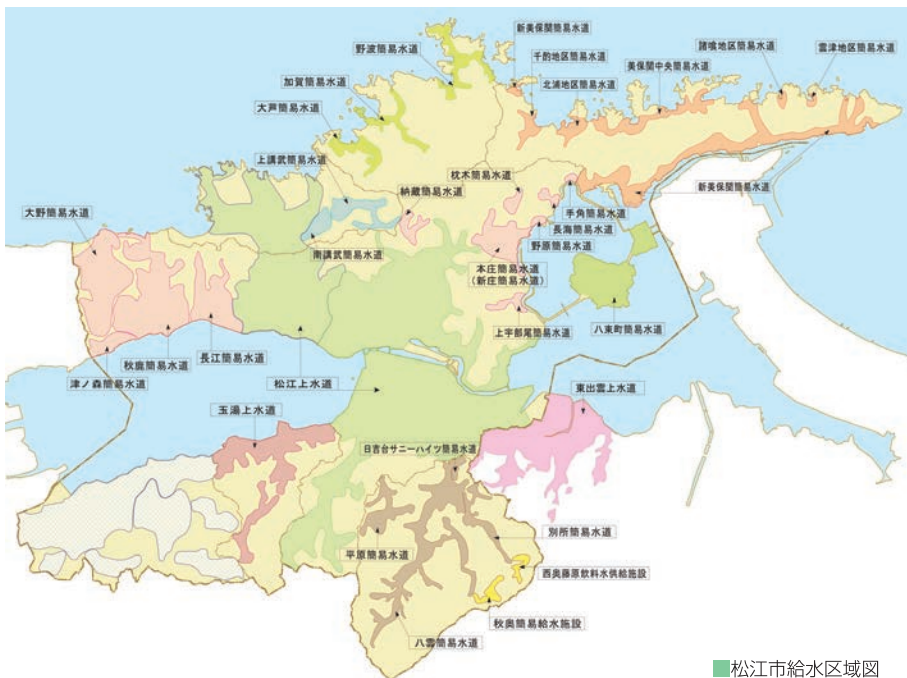 新美保関簡易水道
諸喰地区簡易水道
雲津地区簡易水道
野波簡易水道
千酌地区簡易水道
美保関中央簡易水道
加賀簡易水道
北浦地区簡易水道
大芦簡易水道
上講武簡易水道
枕木簡易水道
納蔵簡易水道
新美保関簡易水道
大野簡易水道
手角簡易水道
長海簡易水道
南講武簡易水道
野原簡易水道
本庄簡易水道
(新庄簡易水道)
上宇部尾簡易水道
八束町簡易水道
長江簡易水道
秋鹿簡易水道
津ノ森簡易水道
松江上水道
東出雲上水道
玉湯上水道
日吉台サニーハイツ簡易水道
別所簡易水道
平原簡易水道
西奥藤原飲料水供給施設
秋奥簡易給水施設
八雲簡易水道
松江市給水区域図